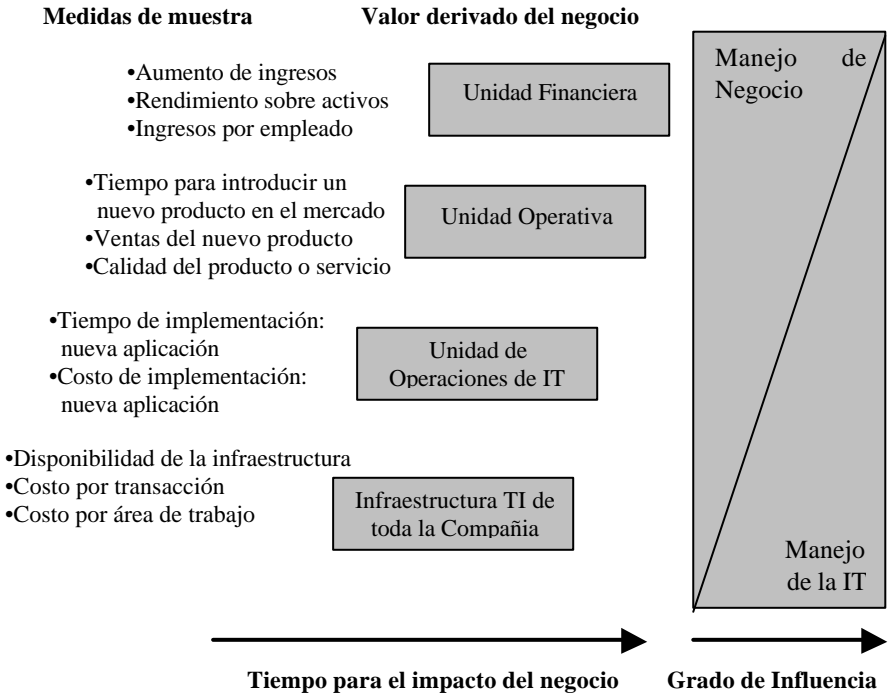 Medidas de muestra
Valor derivado del negocio
•Aumento de ingresos
•Rendimiento sobre activos
•Ingresos por empleado
Unidad Financiera
Manejo de
Negocio
•Tiempo para introducir un
nuevo producto en el mercado
•Ventas del nuevo producto
•Calidad del producto o servicio
Unidad Operativa
•Tiempo de implementación:
nueva aplicación
•Costo de implementación:
nueva aplicación
Unidad de
Operaciones de IT
•Disponibilidad de la infraestructura
•Costo por transacción
•Costo por área de trabajo
Infraestructura TI de
toda la Compañia
Manejo
de la IT
Tiempo para el impacto del negocio
Grado de Influencia